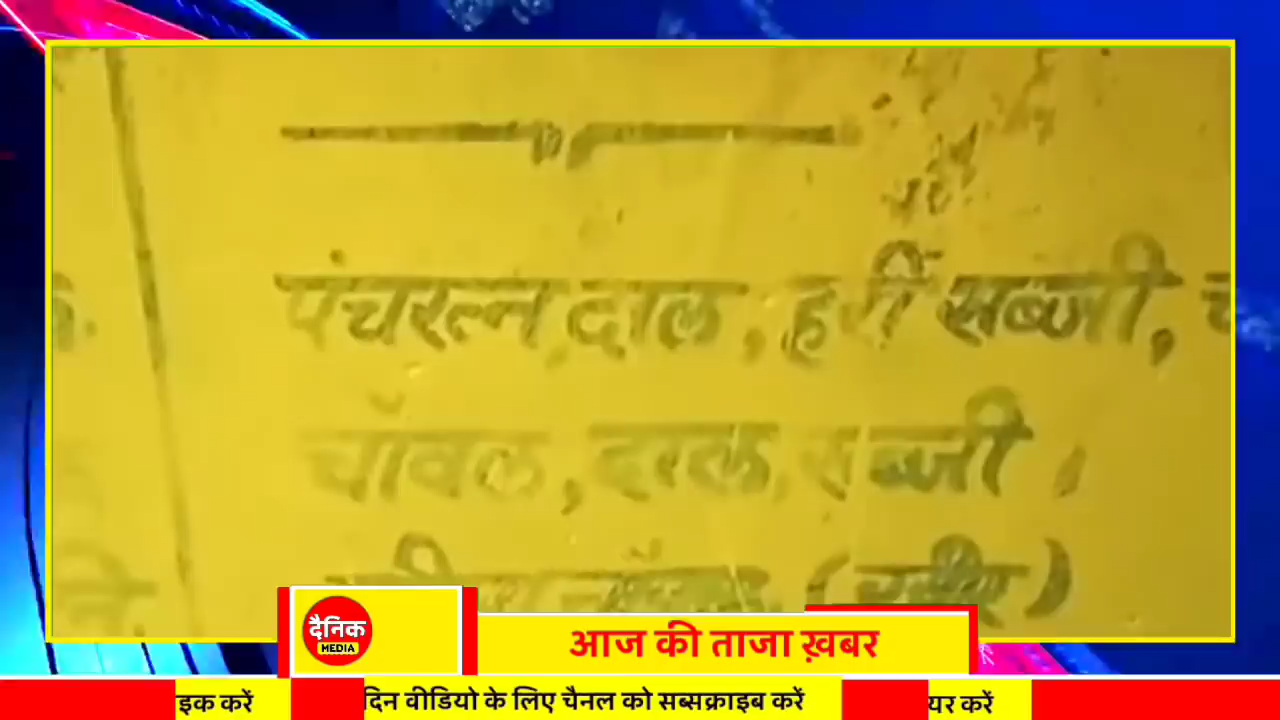 पंचरत्न दाल, हरी सब्जी,
चाँवल, दाल, सब्जी।
(खीर)
दैनिक
MEDIA
आज की ताजा ख़बर
इक करें
दिन वीडियो के लिए चैनल को सब्सक्राइब करें
यर करें